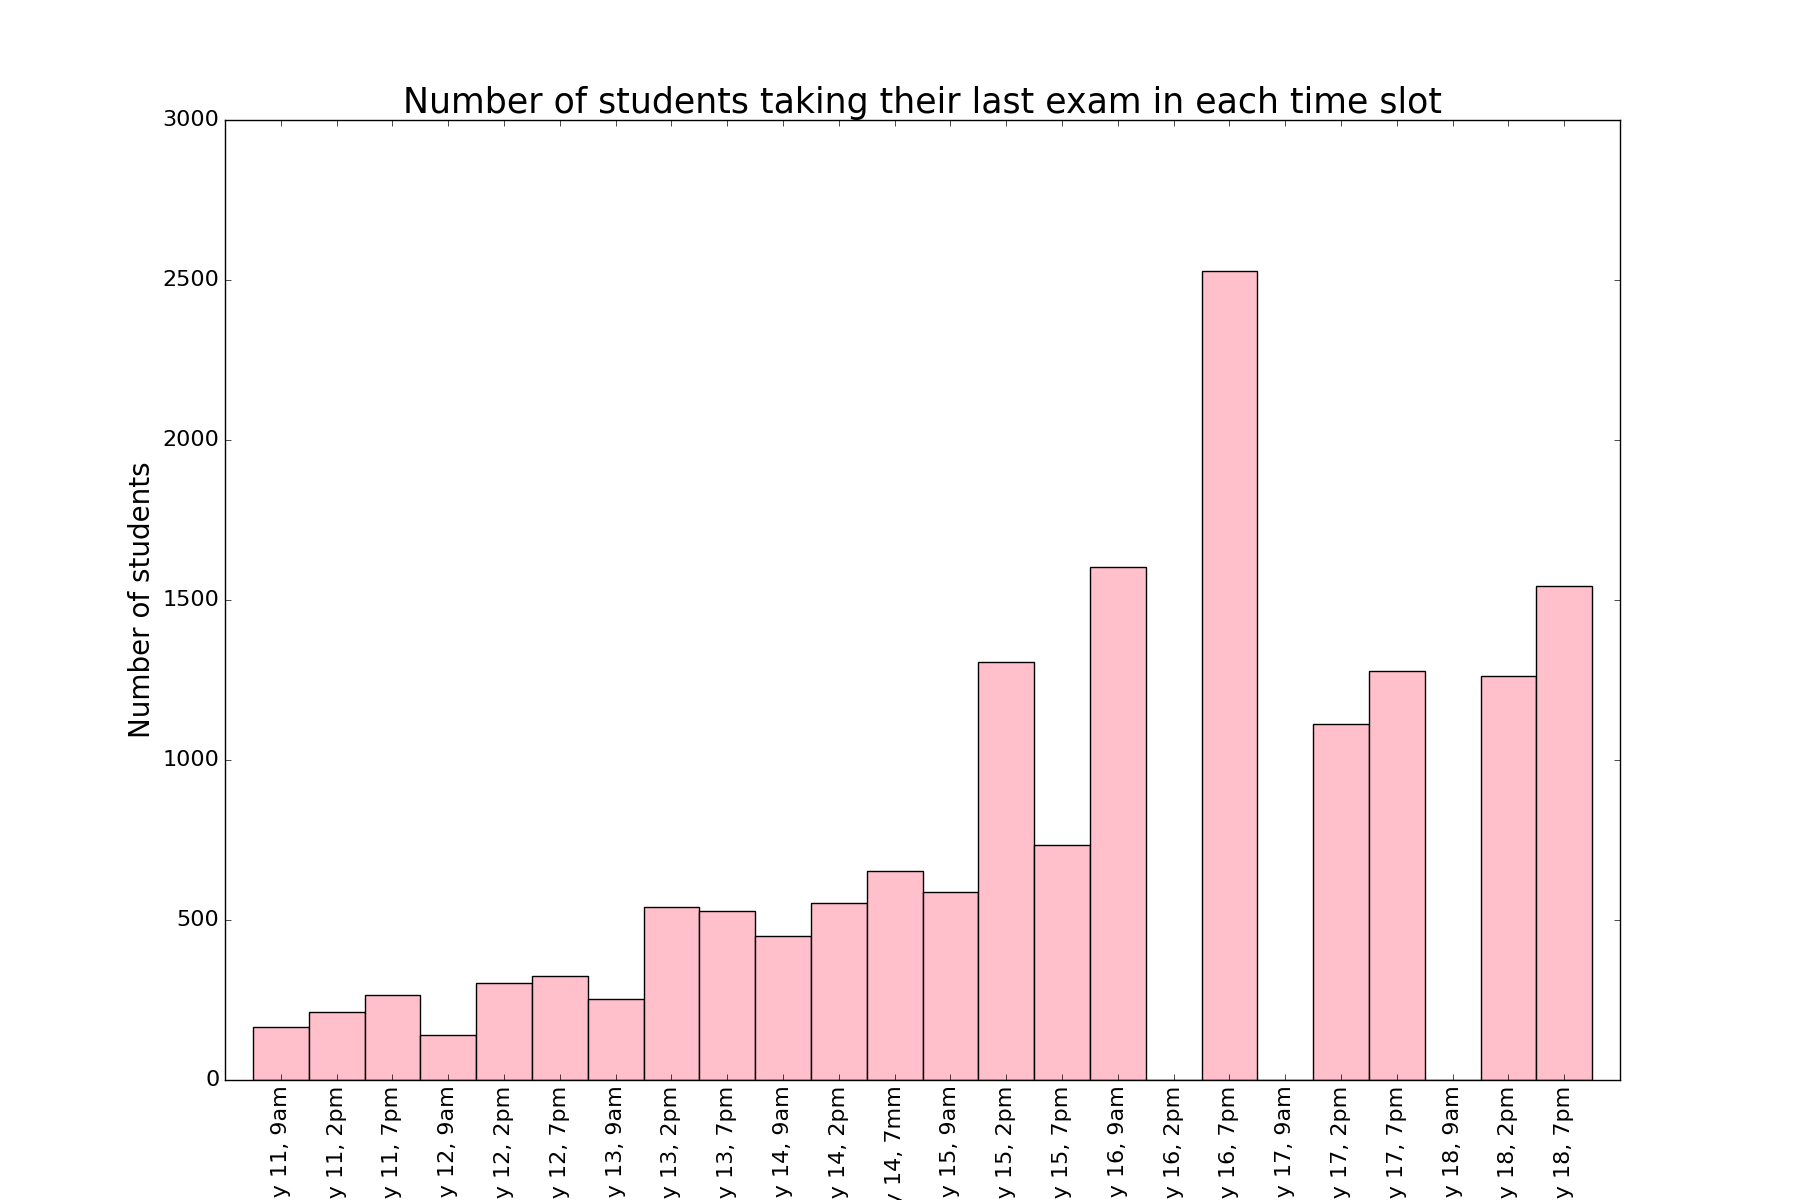 Number of students taking their last exam in each time slot
3000
2500
2000
1500
1000
500
0
Number of students
y 11, 9am
y 11, 2pm
y 11, 7pm
y 12, 9am
y 12, 2pm
y 12, 7pm
y 13, 9am
y 13, 2pm
y 13, 7pm
y 14, 9am
y 14, 2pm
y 14, 7mm
y 15, 9am
y 15, 2pm
y 15, 7pm
y 16, 9am
y 16, 2pm
y 16, 7pm
y 17, 9am
y 17, 2pm
y 17, 7pm
y 18, 9am
y 18, 2pm
y 18, 7pm